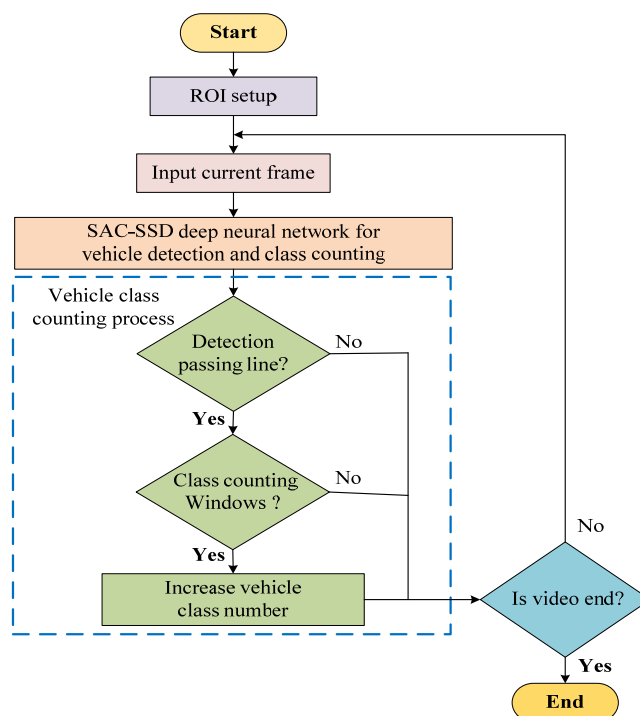 Start
ROI setup
Input current frame
SAC-SSD deep neural network for
vehicle detection and class counting
Vehicle class
counting process
Detection
passing line?
No
Yes
Class counting
Windows ?
No
Yes
Increase vehicle
class number
No
Is video end?
Yes
End